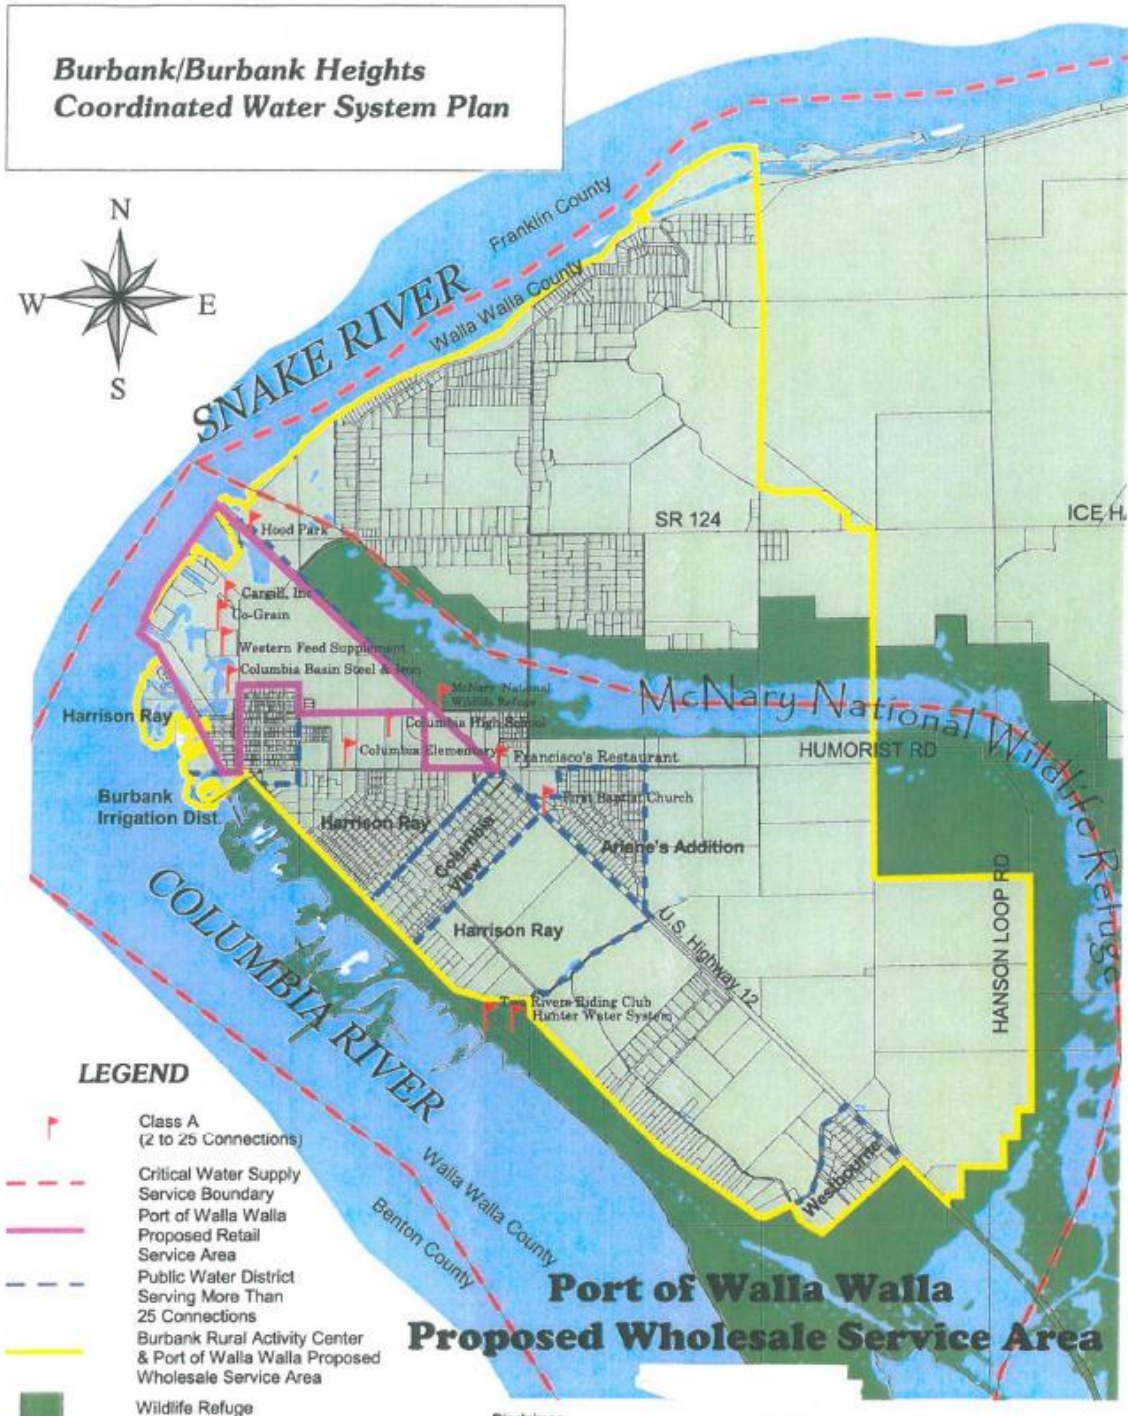 Burbank/Burbank Heights
Coordinated Water System Plan
N
W
E
S
Franklin County
Walla Walla County
SNAKE RIVER
SR 124
Hood Park
Cargill, Inc
Co-Grain
Western Feed Supplement
Columbia Basin Steel & Iron
McNary National
Wildlife Refuge
McNary National Wildlife Refuge
Harrison Ray
Columbia High School
Columbia Elementary
Francisco's Restaurant
HUMORIST RD
Burbank
Irrigation Dist.
First Baptist Church
Harrison Ray
Columbia
View
Ariene's Addition
Harrison Ray
U.S. Highway 12
HANSON LOOP RD
COLUMBIA RIVER
Two Rivers Riding Club
Hunter Water System
Westbourne
Walla Walla County
Benton County
LEGEND
Class A
(2 to 25 Connections)
Critical Water Supply
Service Boundary
Port of Walla Walla
Proposed Retail
Service Area
Public Water District
Serving More Than
25 Connections
Burbank Rural Activity Center
& Port of Walla Walla Proposed
Wholesale Service Area
Wildlife Refuge
Port of Walla Walla
Proposed Wholesale Service Area